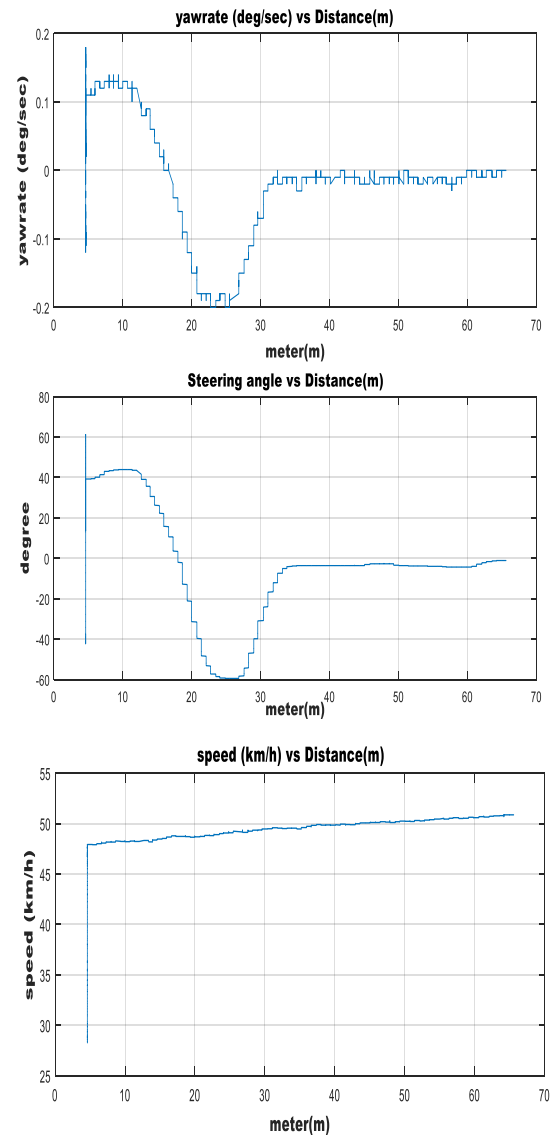 yawrate (deg/sec) vs Distance(m)
yawrate (deg/sec)
0.2
0.1
0
-0.1
-0.2
0 10 20 30 40 50 60 70
meter(m)
Steering angle vs Distance(m)
degree
80
60
40
20
0
-20
-40
-60
0 10 20 30 40 50 60 70
meter(m)
speed (km/h) vs Distance(m)
speed (km/h)
55
50
45
40
35
30
25
0 10 20 30 40 50 60 70
meter(m)